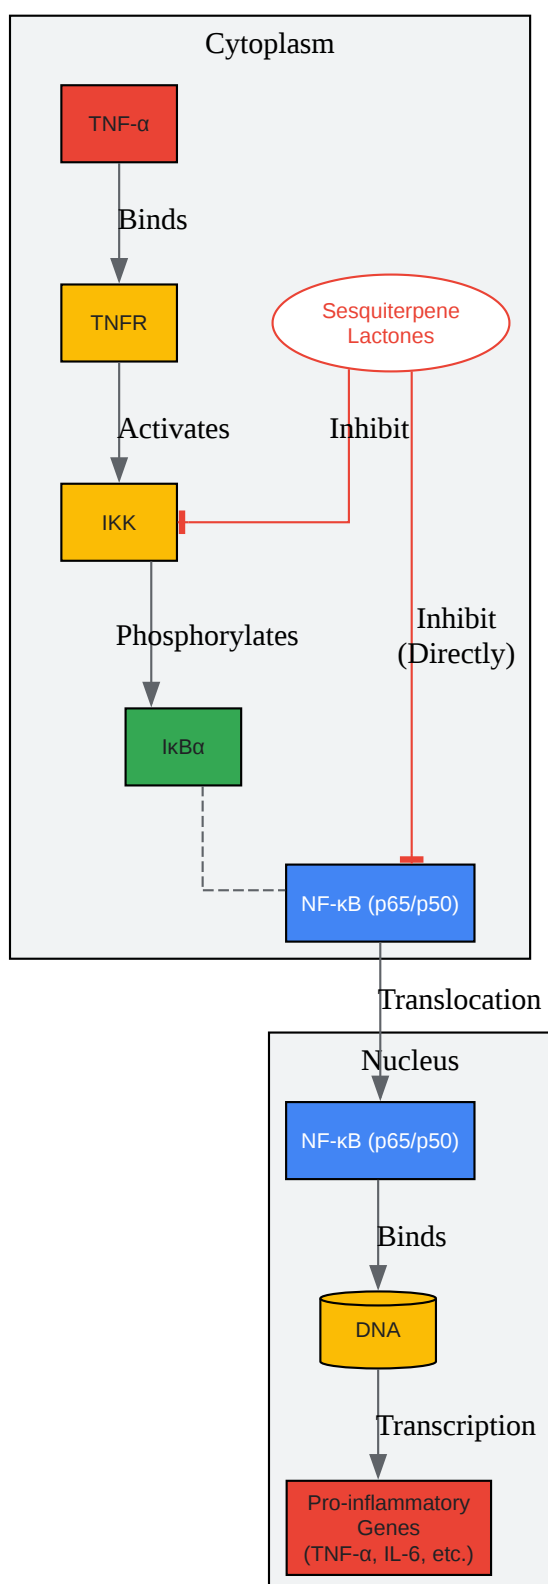 Cytoplasm
TNF-α
Binds
TNFR
Sesquiterpene
Lactones
Activates
Inhibit
IKK
Inhibit
(Directly)
Phosphorylates
IκBα
NF-κB (p65/p50)
Translocation
Nucleus
NF-κB (p65/p50)
Binds
DNA
Transcription
Pro-inflammatory
Genes
(TNF-α, IL-6, etc.)